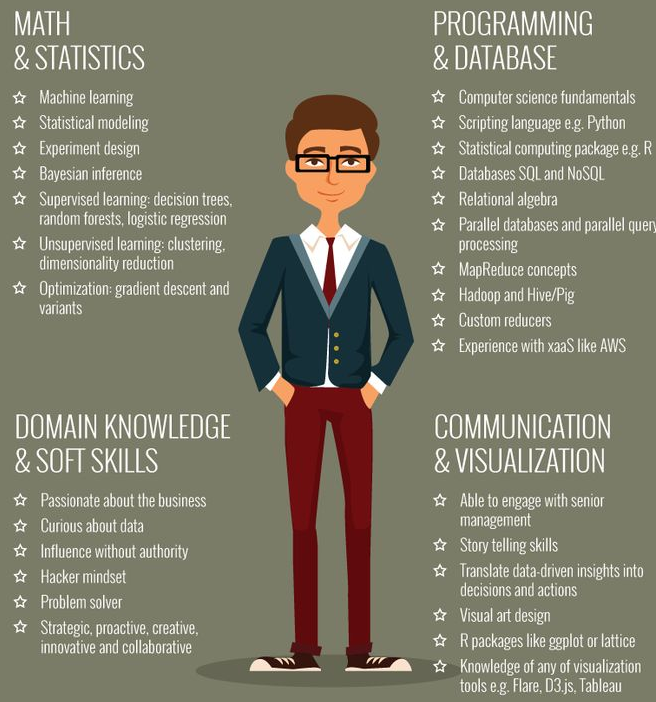 MATH
& STATISTICS
Machine learning
Statistical modeling
Experiment design
Bayesian inference
Supervised learning: decision trees,
random forests, logistic regression
Unsupervised learning: clustering,
dimensionality reduction
Optimization: gradient descent and
variants
PROGRAMMING
& DATABASE
Computer science fundamentals
Scripting language e.g. Python
Statistical computing package e.g. R
Databases SQL and NoSQL
Relational algebra
Parallel databases and parallel query
processing
MapReduce concepts
Hadoop and Hive/Pig
Custom reducers
Experience with xaaS like AWS
DOMAIN KNOWLEDGE
& SOFT SKILLS
Passionate about the business
Curious about data
Influence without authority
Hacker mindset
Problem solver
Strategic, proactive, creative,
innovative and collaborative
COMMUNICATION
& VISUALIZATION
Able to engage with senior
management
Story telling skills
Translate data-driven insights into
decisions and actions
Visual art design
R packages like ggplot or lattice
Knowledge of any of visualization
tools e.g. Flare, D3.js, Tableau